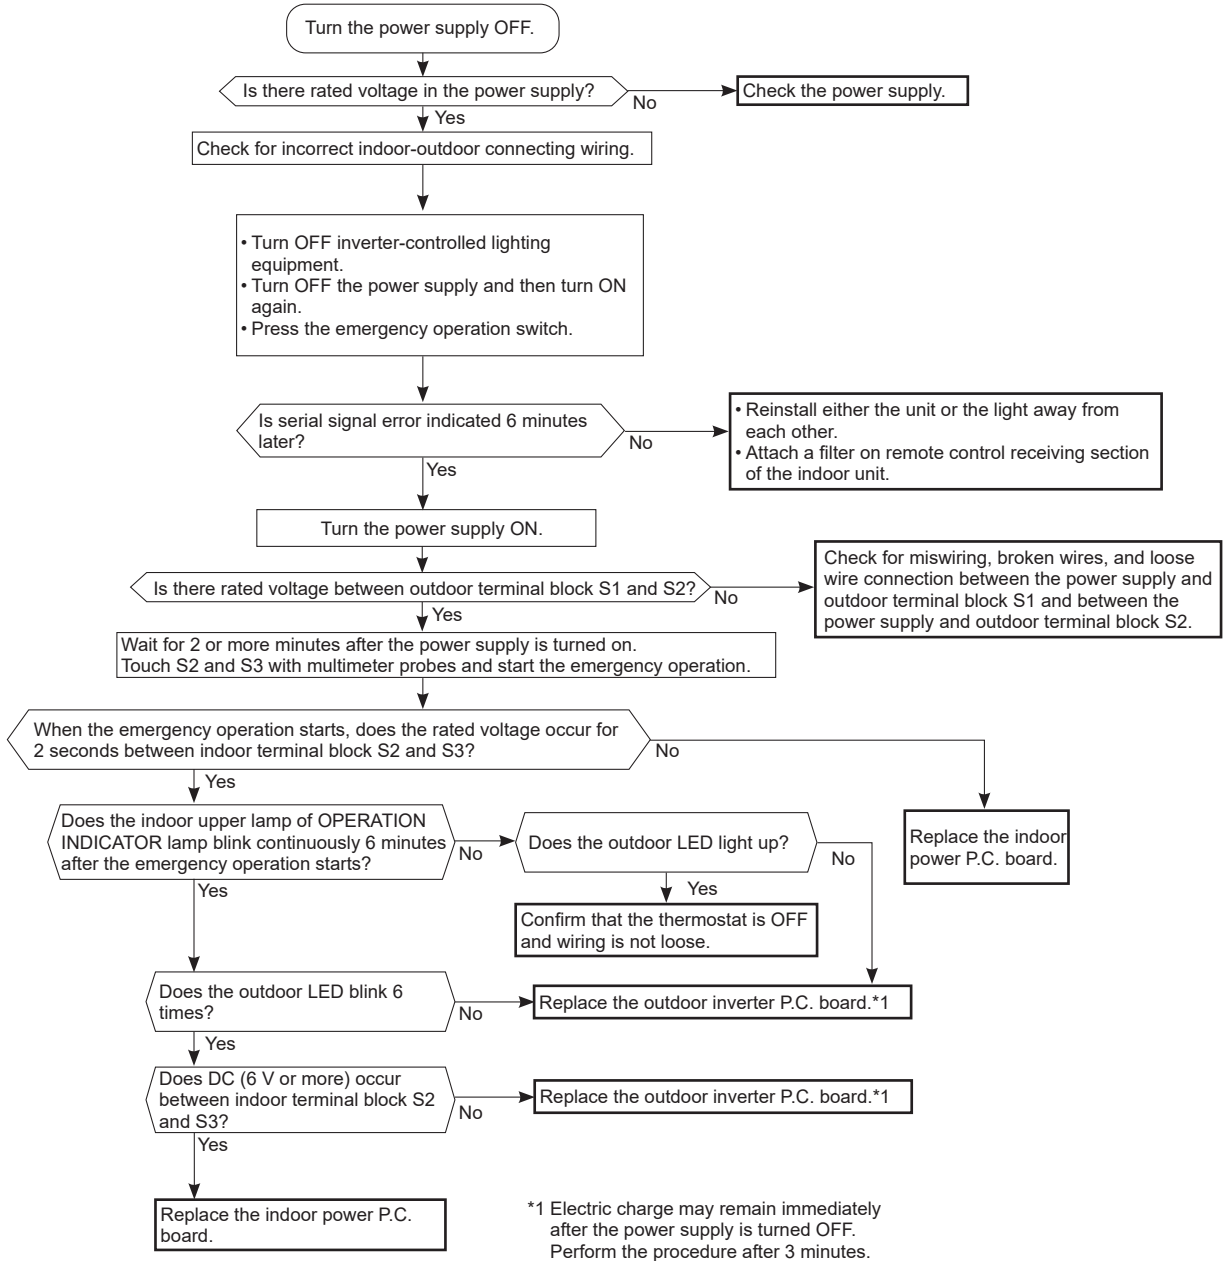 Turn the power supply OFF.
Is there rated voltage in the power supply?
No
Check the power supply.
Yes
Check for incorrect indoor-outdoor connecting wiring.
• Turn OFF inverter-controlled lighting
equipment.
• Turn OFF the power supply and then turn ON
again.
• Press the emergency operation switch.
Is serial signal error indicated 6 minutes
later?
No
• Reinstall either the unit or the light away from
each other.
• Attach a filter on remote control receiving section
of the indoor unit.
Yes
Turn the power supply ON.
Is there rated voltage between outdoor terminal block S1 and S2?
No
Check for miswiring, broken wires, and loose
wire connection between the power supply and
outdoor terminal block S1 and between the
power supply and outdoor terminal block S2.
Yes
Wait for 2 or more minutes after the power supply is turned on.
Touch S2 and S3 with multimeter probes and start the emergency operation.
When the emergency operation starts, does the rated voltage occur for
2 seconds between indoor terminal block S2 and S3?
No
Replace the indoor
power P.C. board.
Yes
Does the indoor upper lamp of OPERATION
INDICATOR lamp blink continuously 6 minutes
after the emergency operation starts?
No
Does the outdoor LED light up?
No
Yes
Confirm that the thermostat is OFF
and wiring is not loose.
Yes
Does the outdoor LED blink 6
times?
No
Replace the outdoor inverter P.C. board.*1
Yes
Does DC (6 V or more) occur
between indoor terminal block S2
and S3?
No
Replace the outdoor inverter P.C. board.*1
Yes
Replace the indoor power P.C.
board.
*1 Electric charge may remain immediately
after the power supply is turned OFF.
Perform the procedure after 3 minutes.